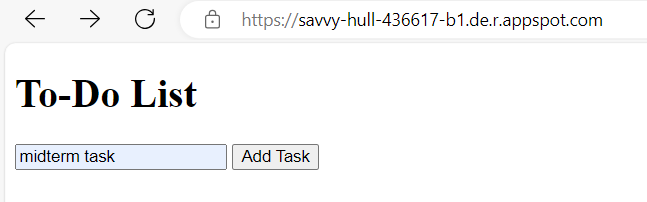 https://savvy-hull-436617-b1.de.r.appspot.com
To-Do List
midterm task Add Task